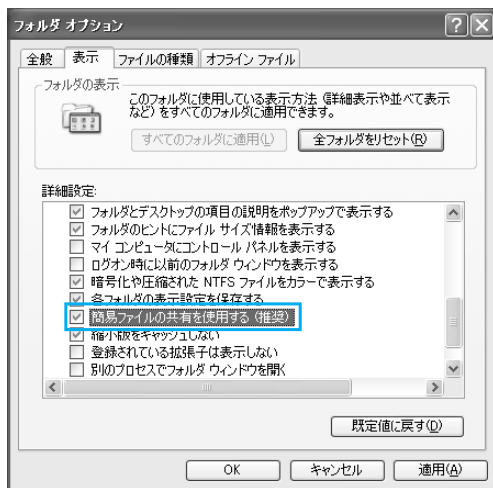 フォルダ オプション
全般
表示
ファイルの種類
オフライン ファイル
フォルダの表示
このフォルダに使用している表示方法 (詳細表示や並べて表示
など) をすべてのフォルダに適用できます。
すべてのフォルダに適用(L)
全フォルダをリセット(R)
詳細設定:
フォルダとデスクトップの項目の説明をポップアップで表示する
フォルダのヒントにファイル サイズ情報を表示する
マイ コンピュータにコントロール パネルを表示する
ログオン時に以前のフォルダ ウィンドウを表示する
暗号化や圧縮された NTFS ファイルをカラーで表示する
各フォルダの表示設定を保存する
簡易ファイルの共有を使用する (推奨)
縮小版をキャッシュしない
登録されている拡張子は表示しない
別のプロセスでフォルダ ウィンドウを開く
既定値に戻す(D)
OK
キャンセル
適用(A)